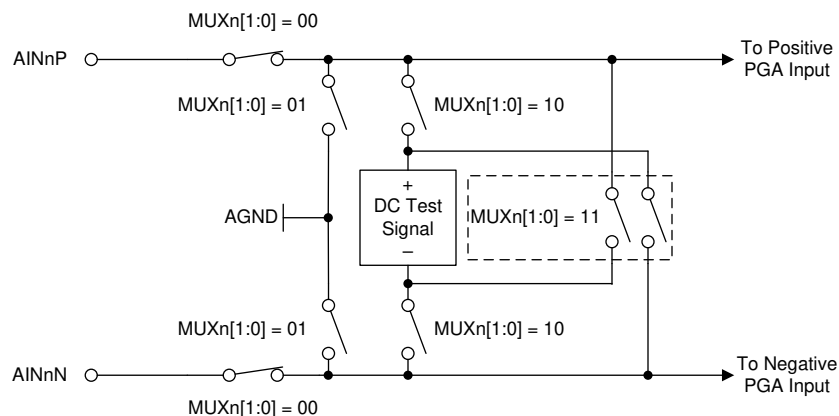 MUXn[1:0] = 00
AINnP
To Positive
PGA Input
MUXn[1:0] = 01
MUXn[1:0] = 10
+
DC Test
Signal
–
AGND
MUXn[1:0] = 11
MUXn[1:0] = 01
MUXn[1:0] = 10
AINnN
To Negative
PGA Input
MUXn[1:0] = 00